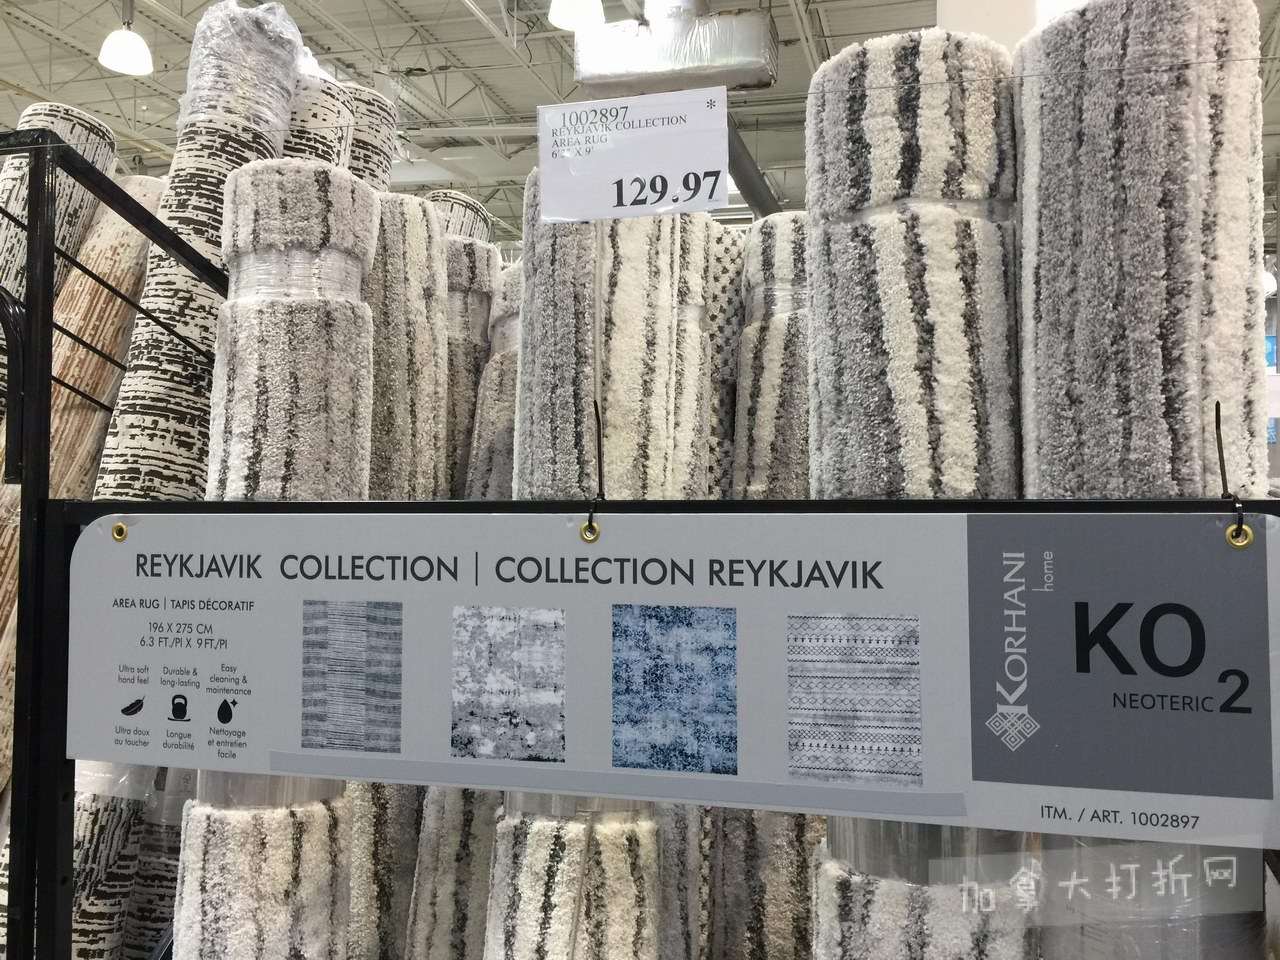 1002897 *
REYKJAVIK COLLECTION
AREA RUG
X 9'
129.97
REYKJAVIK COLLECTION | COLLECTION REYKJAVIK
AREA RUG | TAPIS DÉCORATIF
196 X 275 CM
6.3 FT./PI X 9 FT/PI
Ultra soft
hand feel
Durable &
long-lasting
Easy
cleaning &
maintenance
Ultra doux
au toucher
Longue
durabilité
Nettoyage
et entretien
facile
KORHANI
home
KO2
NEOTERIC
ITM. / ART. 1002897
加拿大打折网